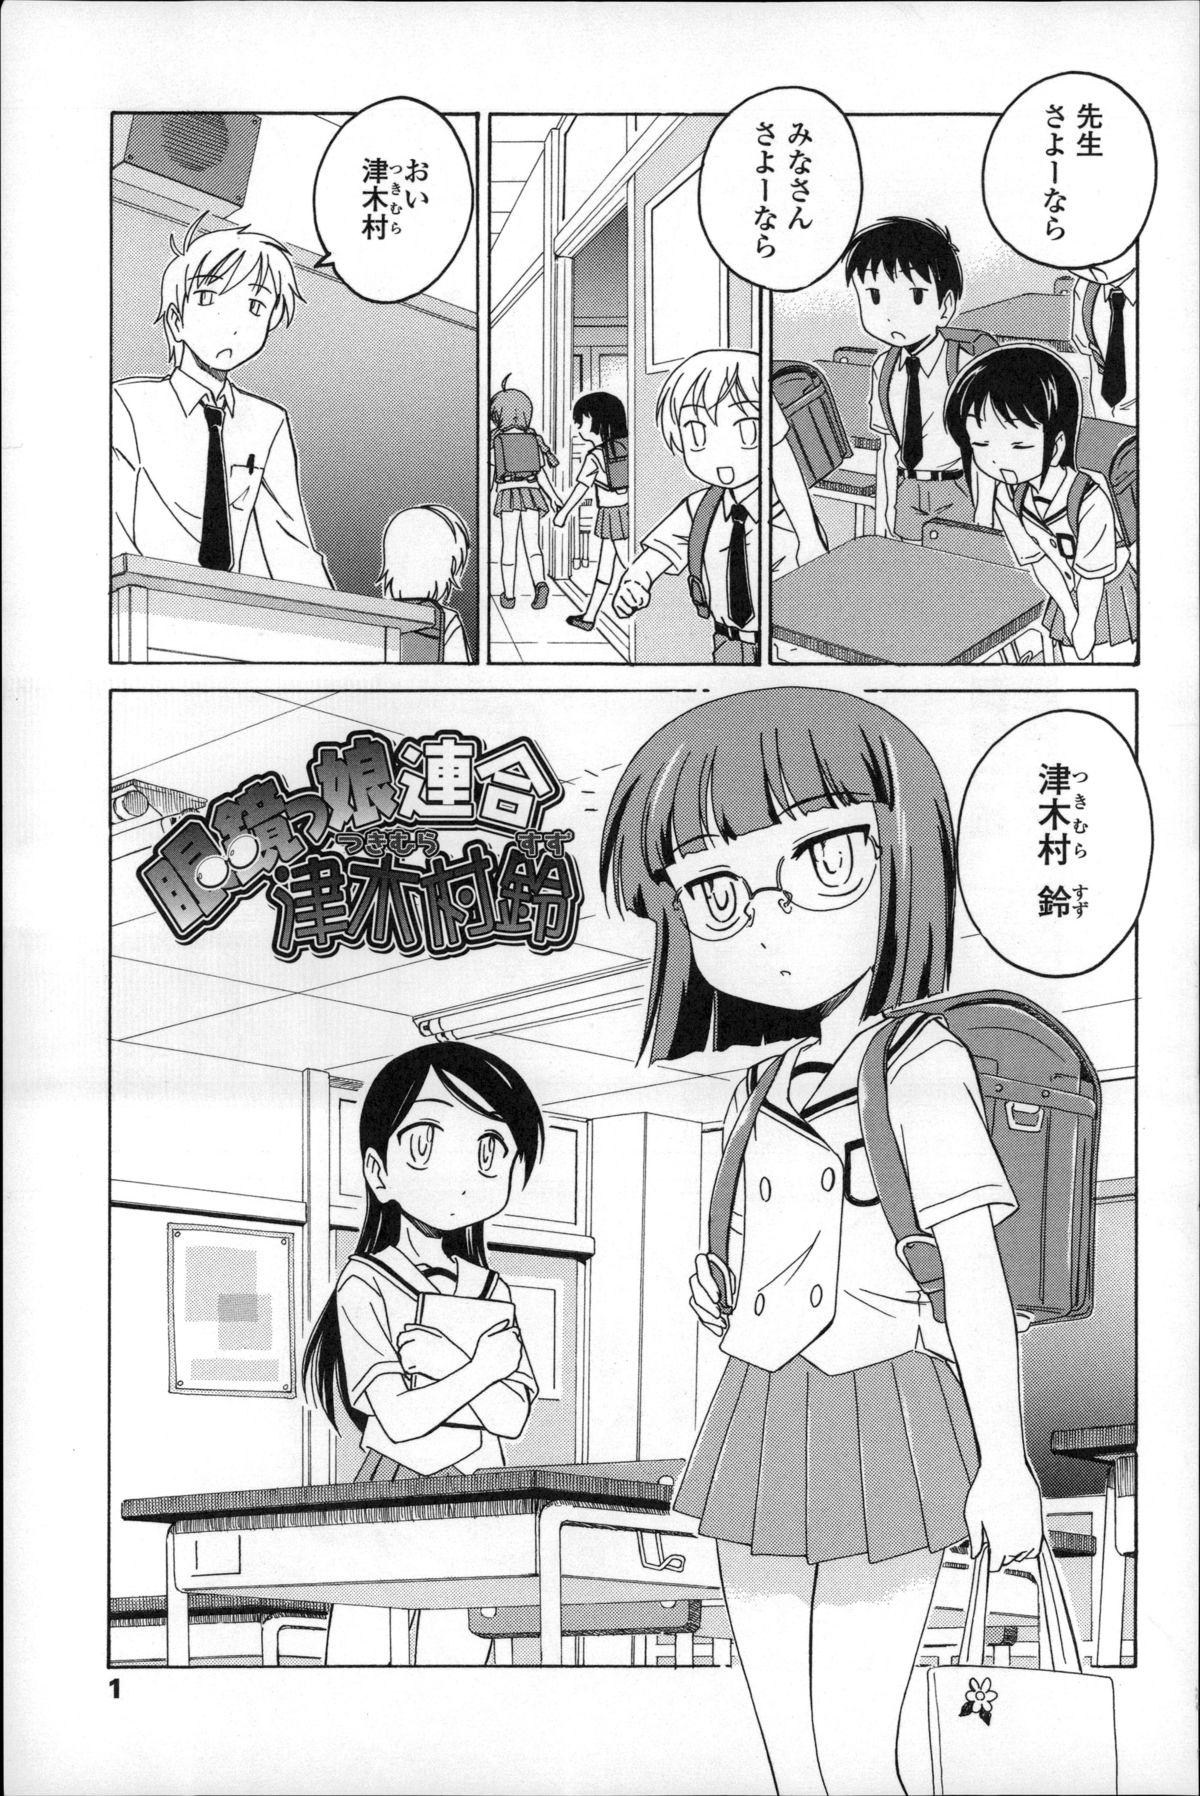 先生
さよーなら
みなさん
さよーなら
おい
津木村
つきむら
津木村 鈴
つきむら すず
眼鏡っ娘連合
つきむら すず
津木村鈴
1